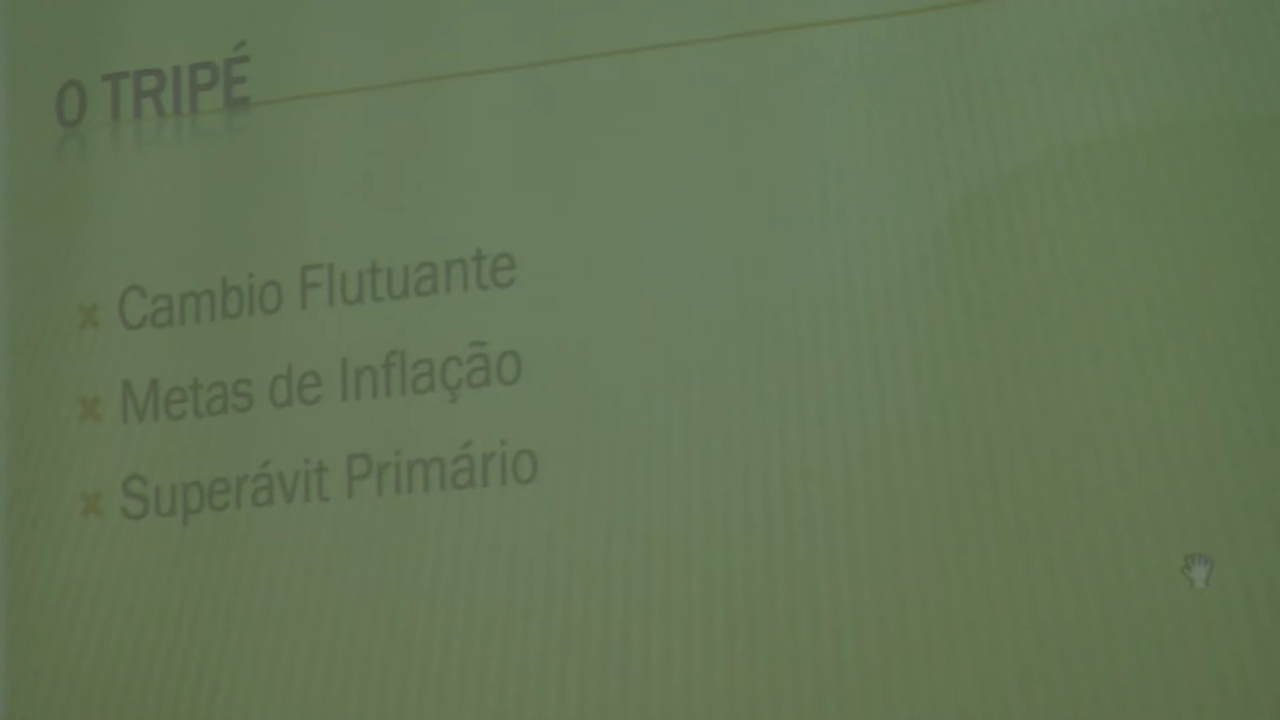 O TRIPÉ
Cambio Flutuante
Metas de Inflação
Superávit Primário